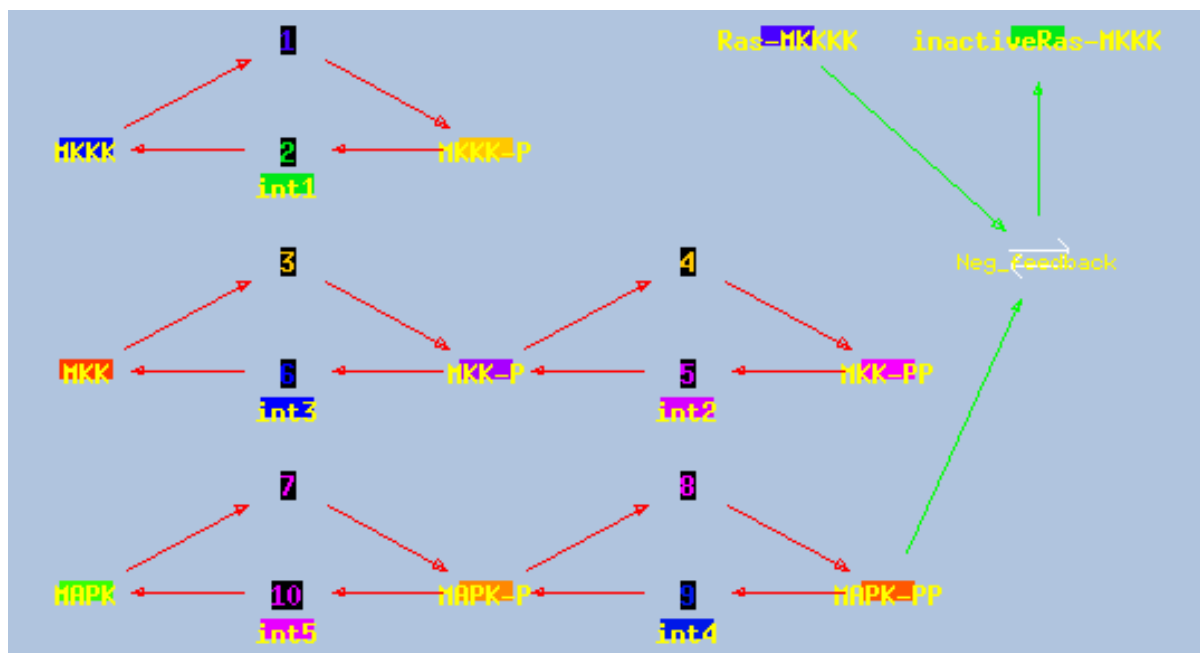 1
Ras-MKKKK
inactiveRas-MKKK
MKKK
2
MKKK-P
int1
3
4
Neg_feedback
MKK
6
MKK-P
5
MKK-PP
int3
int2
7
8
MAPK
10
MAPK-P
9
MAPK-PP
int5
int4